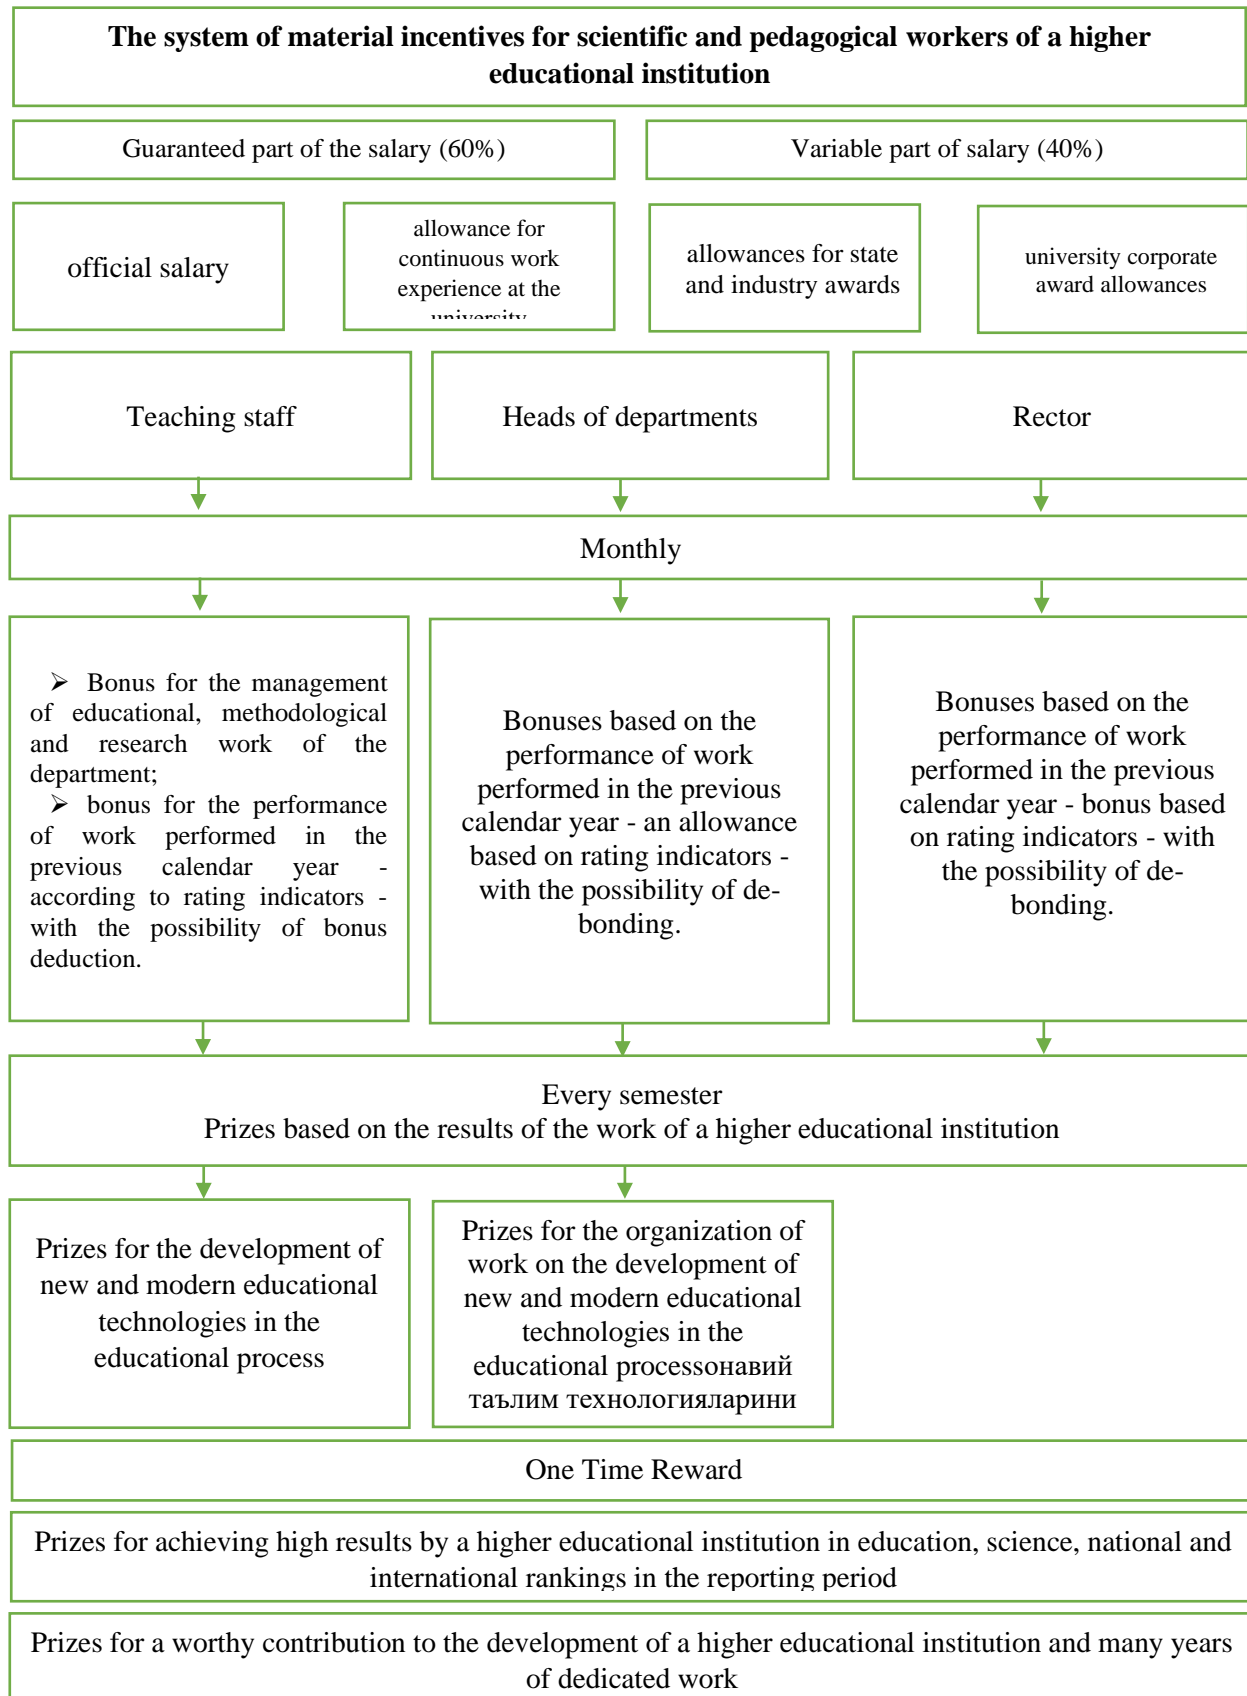 The system of material incentives for scientific and pedagogical workers of a higher
educational institution
Guaranteed part of the salary (60%)
Variable part of salary (40%)
official salary
allowance for
continuous work
experience at the
university
allowances for state
and industry awards
university corporate
award allowances
Teaching staff
Heads of departments
Rector
Monthly
➢ Bonus for the management
of educational, methodological
and research work of the
department;
➢ bonus for the performance
of work performed in the
previous calendar year -
according to rating indicators -
with the possibility of bonus
deduction.
Bonuses based on the
performance of work
performed in the previous
calendar year - an allowance
based on rating indicators -
with the possibility of de-
bonding.
Bonuses based on the
performance of work
performed in the previous
calendar year - bonus based
on rating indicators - with
the possibility of de-
bonding.
Every semester
Prizes based on the results of the work of a higher educational institution
Prizes for the development of
new and modern educational
technologies in the
educational process
Prizes for the organization of
work on the development of
new and modern educational
technologies in the
educational processонавий
таълим технологияларини
One Time Reward
Prizes for achieving high results by a higher educational institution in education, science, national and
international rankings in the reporting period
Prizes for a worthy contribution to the development of a higher educational institution and many years
of dedicated work